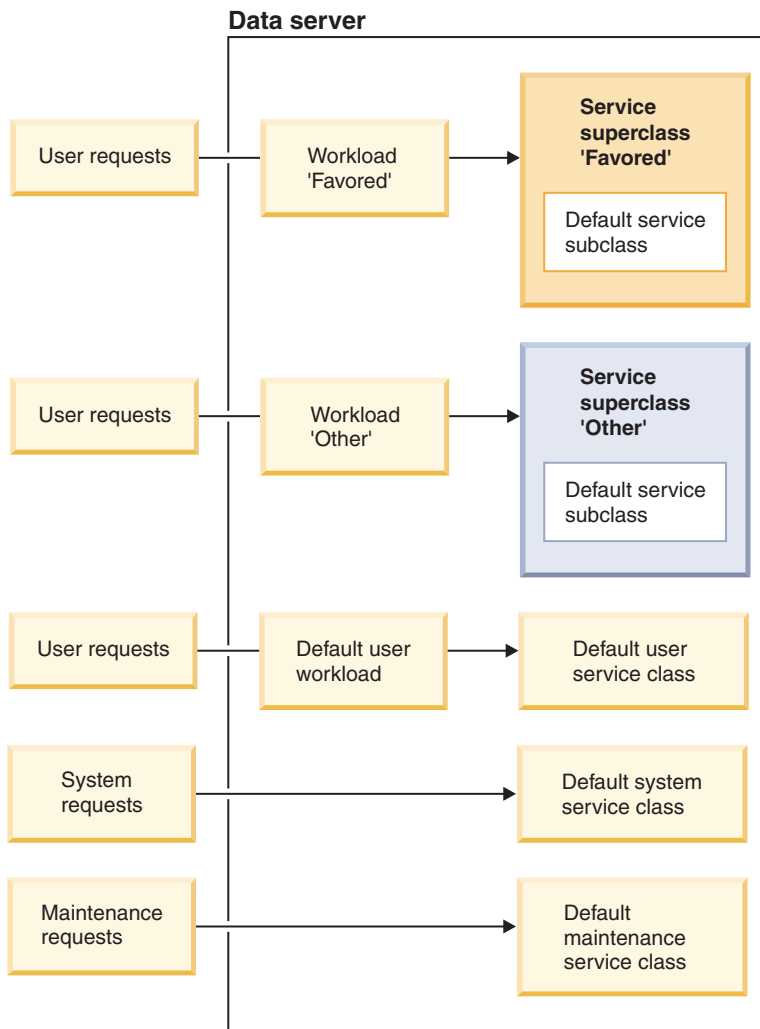 Data server
User requests
Workload
'Favored'
Service
superclass
'Favored'
Default service
subclass
User requests
Workload
'Other'
Service
superclass
'Other'
Default service
subclass
User requests
Default user
workload
Default user
service class
System
requests
Default system
service class
Maintenance
requests
Default
maintenance
service class